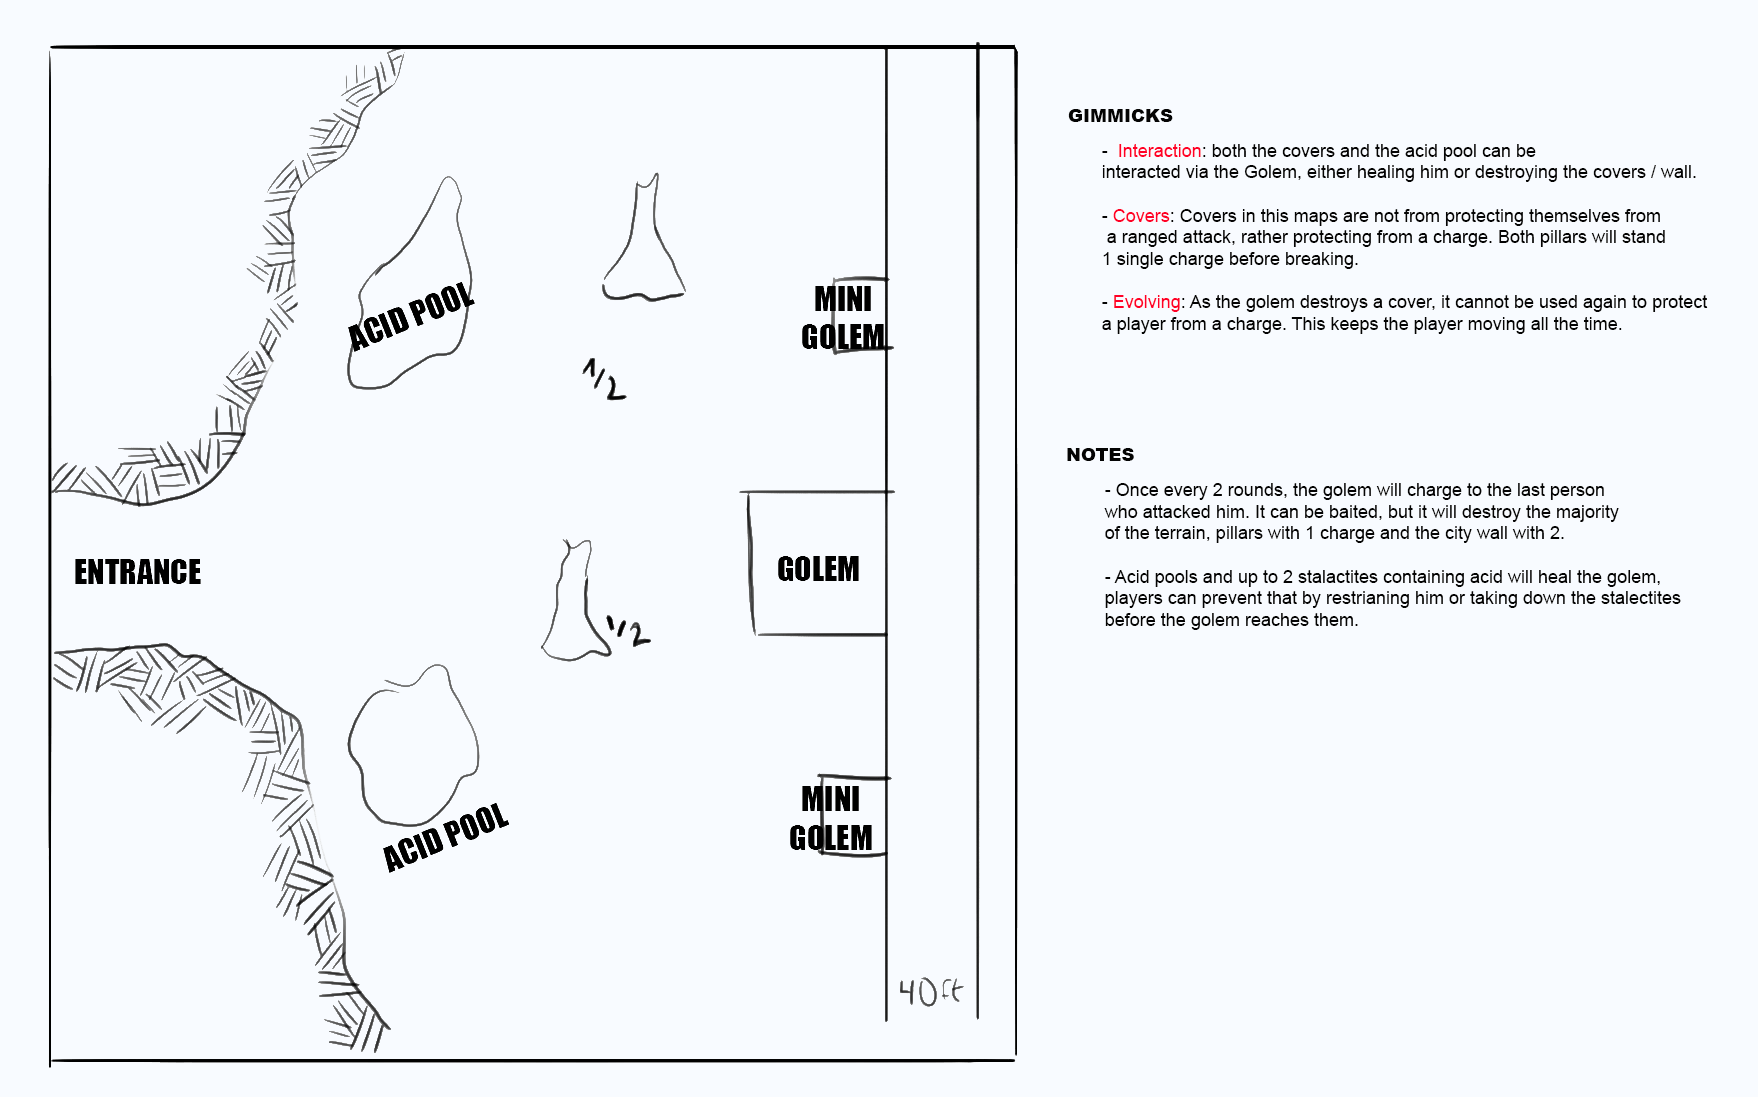 ACID POOL
1/2
MINI
GOLEM
ENTRANCE
GOLEM
1/2
ACID POOL
MINI
GOLEM
40ft
GIMMICKS
- Interaction: both the covers and the acid pool can be
interacted via the Golem, either healing him or destroying the covers / wall.
- Covers: Covers in this maps are not from protecting themselves from
a ranged attack, rather protecting from a charge. Both pillars will stand
1 single charge before breaking.
- Evolving: As the golem destroys a cover, it cannot be used again to protect
a player from a charge. This keeps the player moving all the time.
NOTES
- Once every 2 rounds, the golem will charge to the last person
who attacked him. It can be baited, but it will destroy the majority
of the terrain, pillars with 1 charge and the city wall with 2.
- Acid pools and up to 2 stalactites containing acid will heal the golem,
players can prevent that by restrianing him or taking down the stalectites
before the golem reaches them.